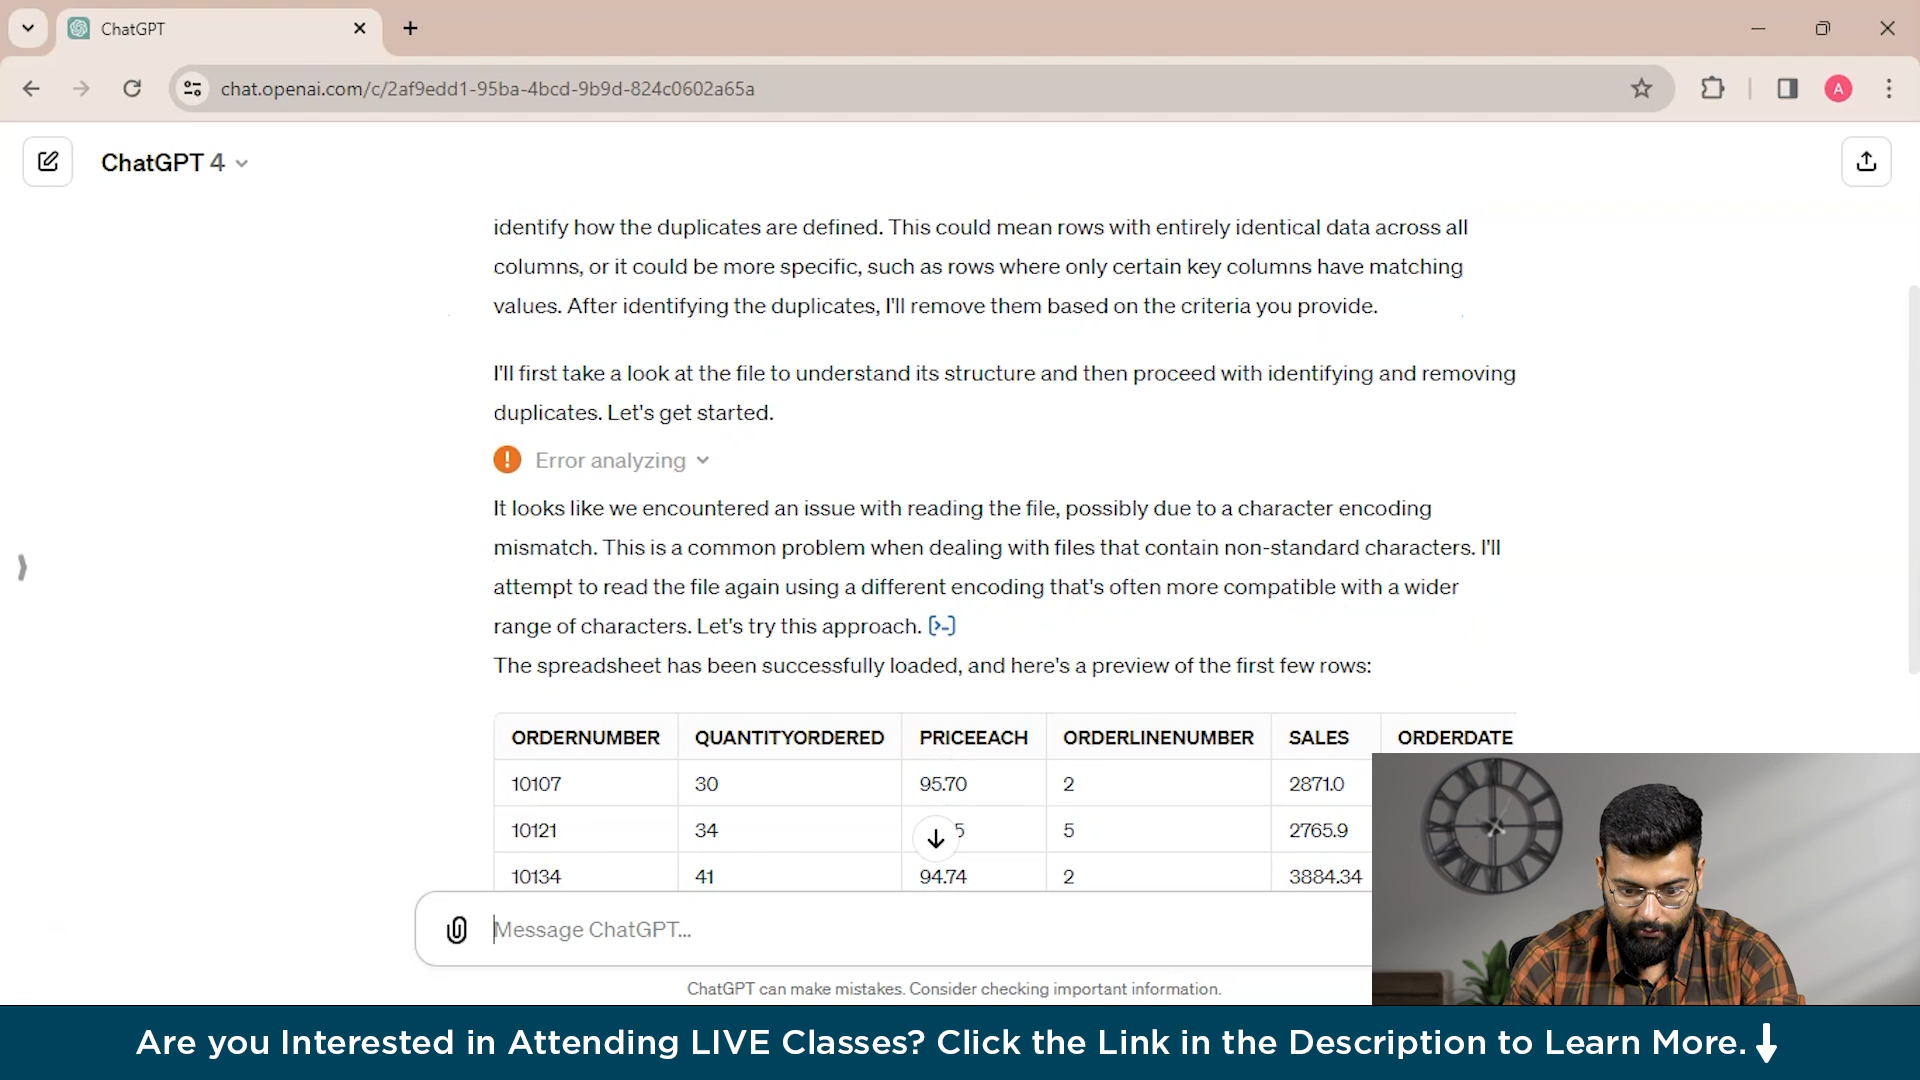 ChatGPT
chat.openai.com/c/2af9edd1-95ba-4bcd-9b9d-824c0602a65a
A
ChatGPT 4
identify how the duplicates are defined. This could mean rows with entirely identical data across all
columns, or it could be more specific, such as rows where only certain key columns have matching
values. After identifying the duplicates, I'll remove them based on the criteria you provide.
I'll first take a look at the file to understand its structure and then proceed with identifying and removing
duplicates. Let's get started.
Error analyzing
It looks like we encountered an issue with reading the file, possibly due to a character encoding
mismatch. This is a common problem when dealing with files that contain non-standard characters. I'll
attempt to read the file again using a different encoding that's often more compatible with a wider
range of characters. Let's try this approach. [>-]
The spreadsheet has been successfully loaded, and here's a preview of the first few rows:
ORDERNUMBER QUANTITYORDERED PRICEEACH ORDERLINENUMBER SALES ORDERDATE
10107 30 95.70 2 2871.0
10121 34 5 5 2765.9
10134 41 94.74 2 3884.34
Message ChatGPT...
ChatGPT can make mistakes. Consider checking important information.
Are you Interested in Attending LIVE Classes? Click the Link in the Description to Learn More.